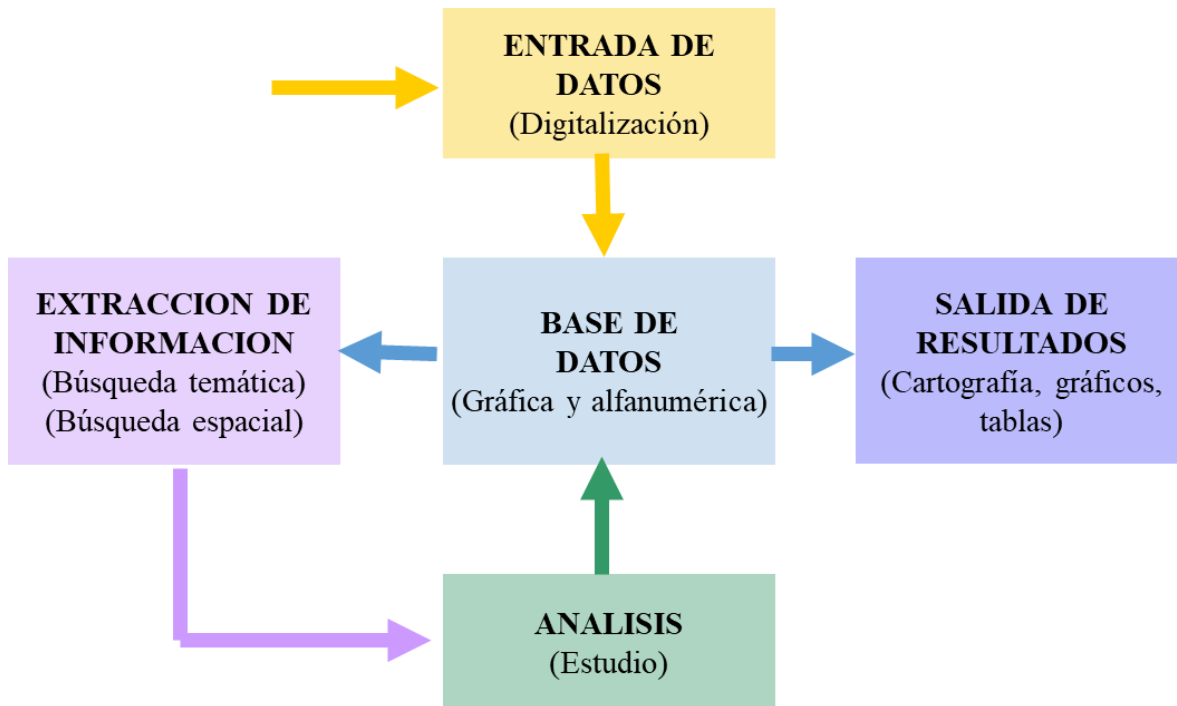 ENTRADA DE
DATOS
(Digitalización)
EXTRACCION DE
INFORMACION
(Búsqueda temática)
(Búsqueda espacial)
BASE DE
DATOS
(Gráfica y alfanumérica)
SALIDA DE
RESULTADOS
(Cartografía, gráficos,
tablas)
ANALISIS
(Estudio)